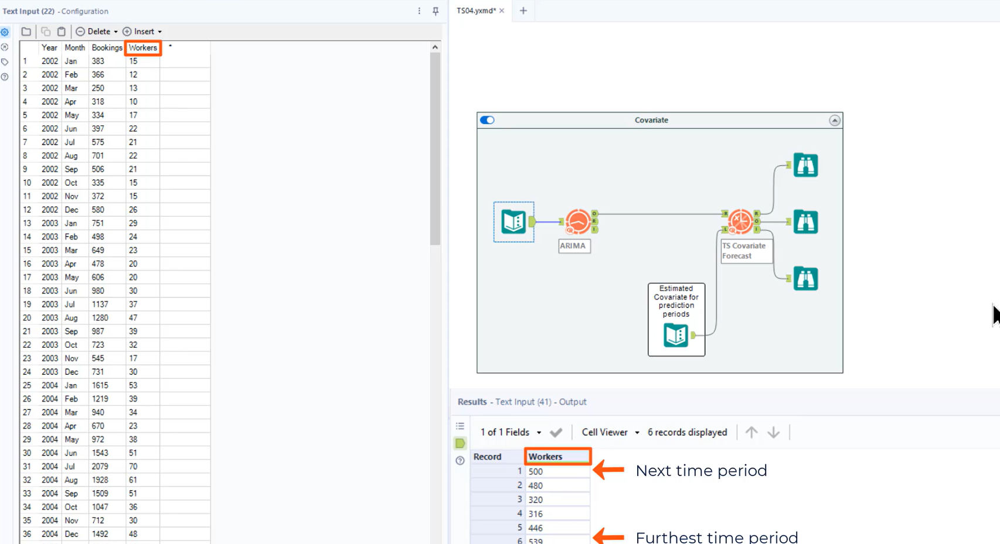 Text Input (22) - Configuration
Delete
Insert
Year Month Bookings Workers
1 2002 Jan 383 15
2 2002 Feb 366 12
3 2002 Mar 250 13
4 2002 Apr 318 10
5 2002 May 334 17
6 2002 Jun 397 22
7 2002 Jul 575 21
8 2002 Aug 701 22
9 2002 Sep 506 21
10 2002 Oct 335 15
11 2002 Nov 372 15
12 2002 Dec 580 26
13 2003 Jan 751 29
14 2003 Feb 498 24
15 2003 Mar 649 23
16 2003 Apr 478 20
17 2003 May 606 20
18 2003 Jun 980 30
19 2003 Jul 1137 37
20 2003 Aug 1280 47
21 2003 Sep 987 39
22 2003 Oct 723 32
23 2003 Nov 545 17
24 2003 Dec 731 30
25 2004 Jan 1615 53
26 2004 Feb 1219 39
27 2004 Mar 940 34
28 2004 Apr 670 23
29 2004 May 972 38
30 2004 Jun 1543 51
31 2004 Jul 2079 70
32 2004 Aug 1928 61
33 2004 Sep 1509 51
34 2004 Oct 1047 36
35 2004 Nov 712 30
36 2004 Dec 1492 48
TS04.yxmd*
Covariate
O
R
I
ARIMA
R
L
R
O
I
TS Covariate
Forecast
Estimated
Covariate for
prediction
periods
Results - Text Input (41) - Output
1 of 1 Fields
Cell Viewer
6 records displayed
Record Workers
1 500
Next time period
2 480
3 320
4 316
5 446
6 539
Furthest time period